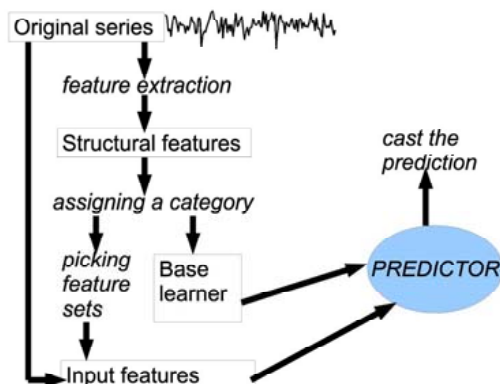 Original series
feature extraction
Structural features
cast the
prediction
assigning a category
picking
feature
sets
Base
learner
PREDICTOR
Input features